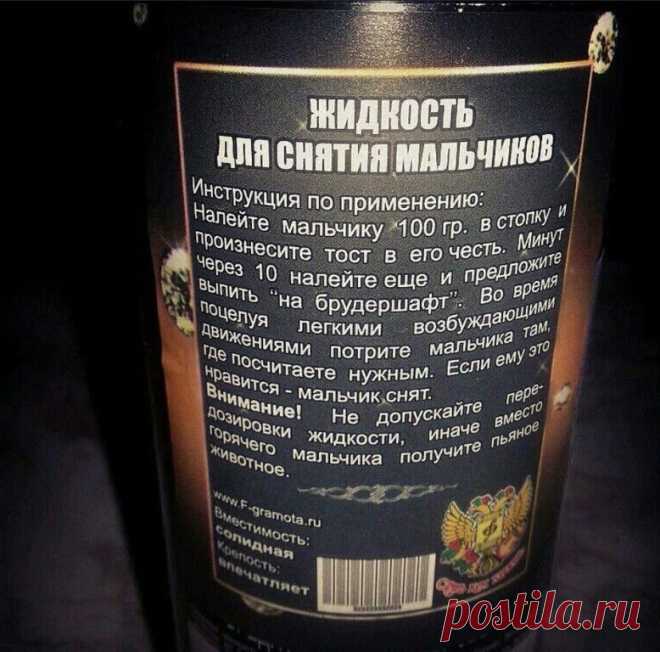 ЖИДКОСТЬ
ДЛЯ СНЯТИЯ МАЛЬЧИКОВ
Инструкция по применению:
Налейте мальчику 100 гр. в стопку и
произнесите тост в его честь. Минут
через 10 налейте еще и предложите
выпить "на брудершафт". Во время
поцелуя легкими возбуждающими
движениями потрите мальчика там,
где посчитаете нужным. Если ему это
нравится - мальчик снят.
Внимание! Не допускайте пере-
дозировки жидкости, иначе вместо
горячего мальчика получите пьяное
животное.
www.F-gramota.ru
Вместимость:
солидная
Крепость:
впечатляет
postila.ru